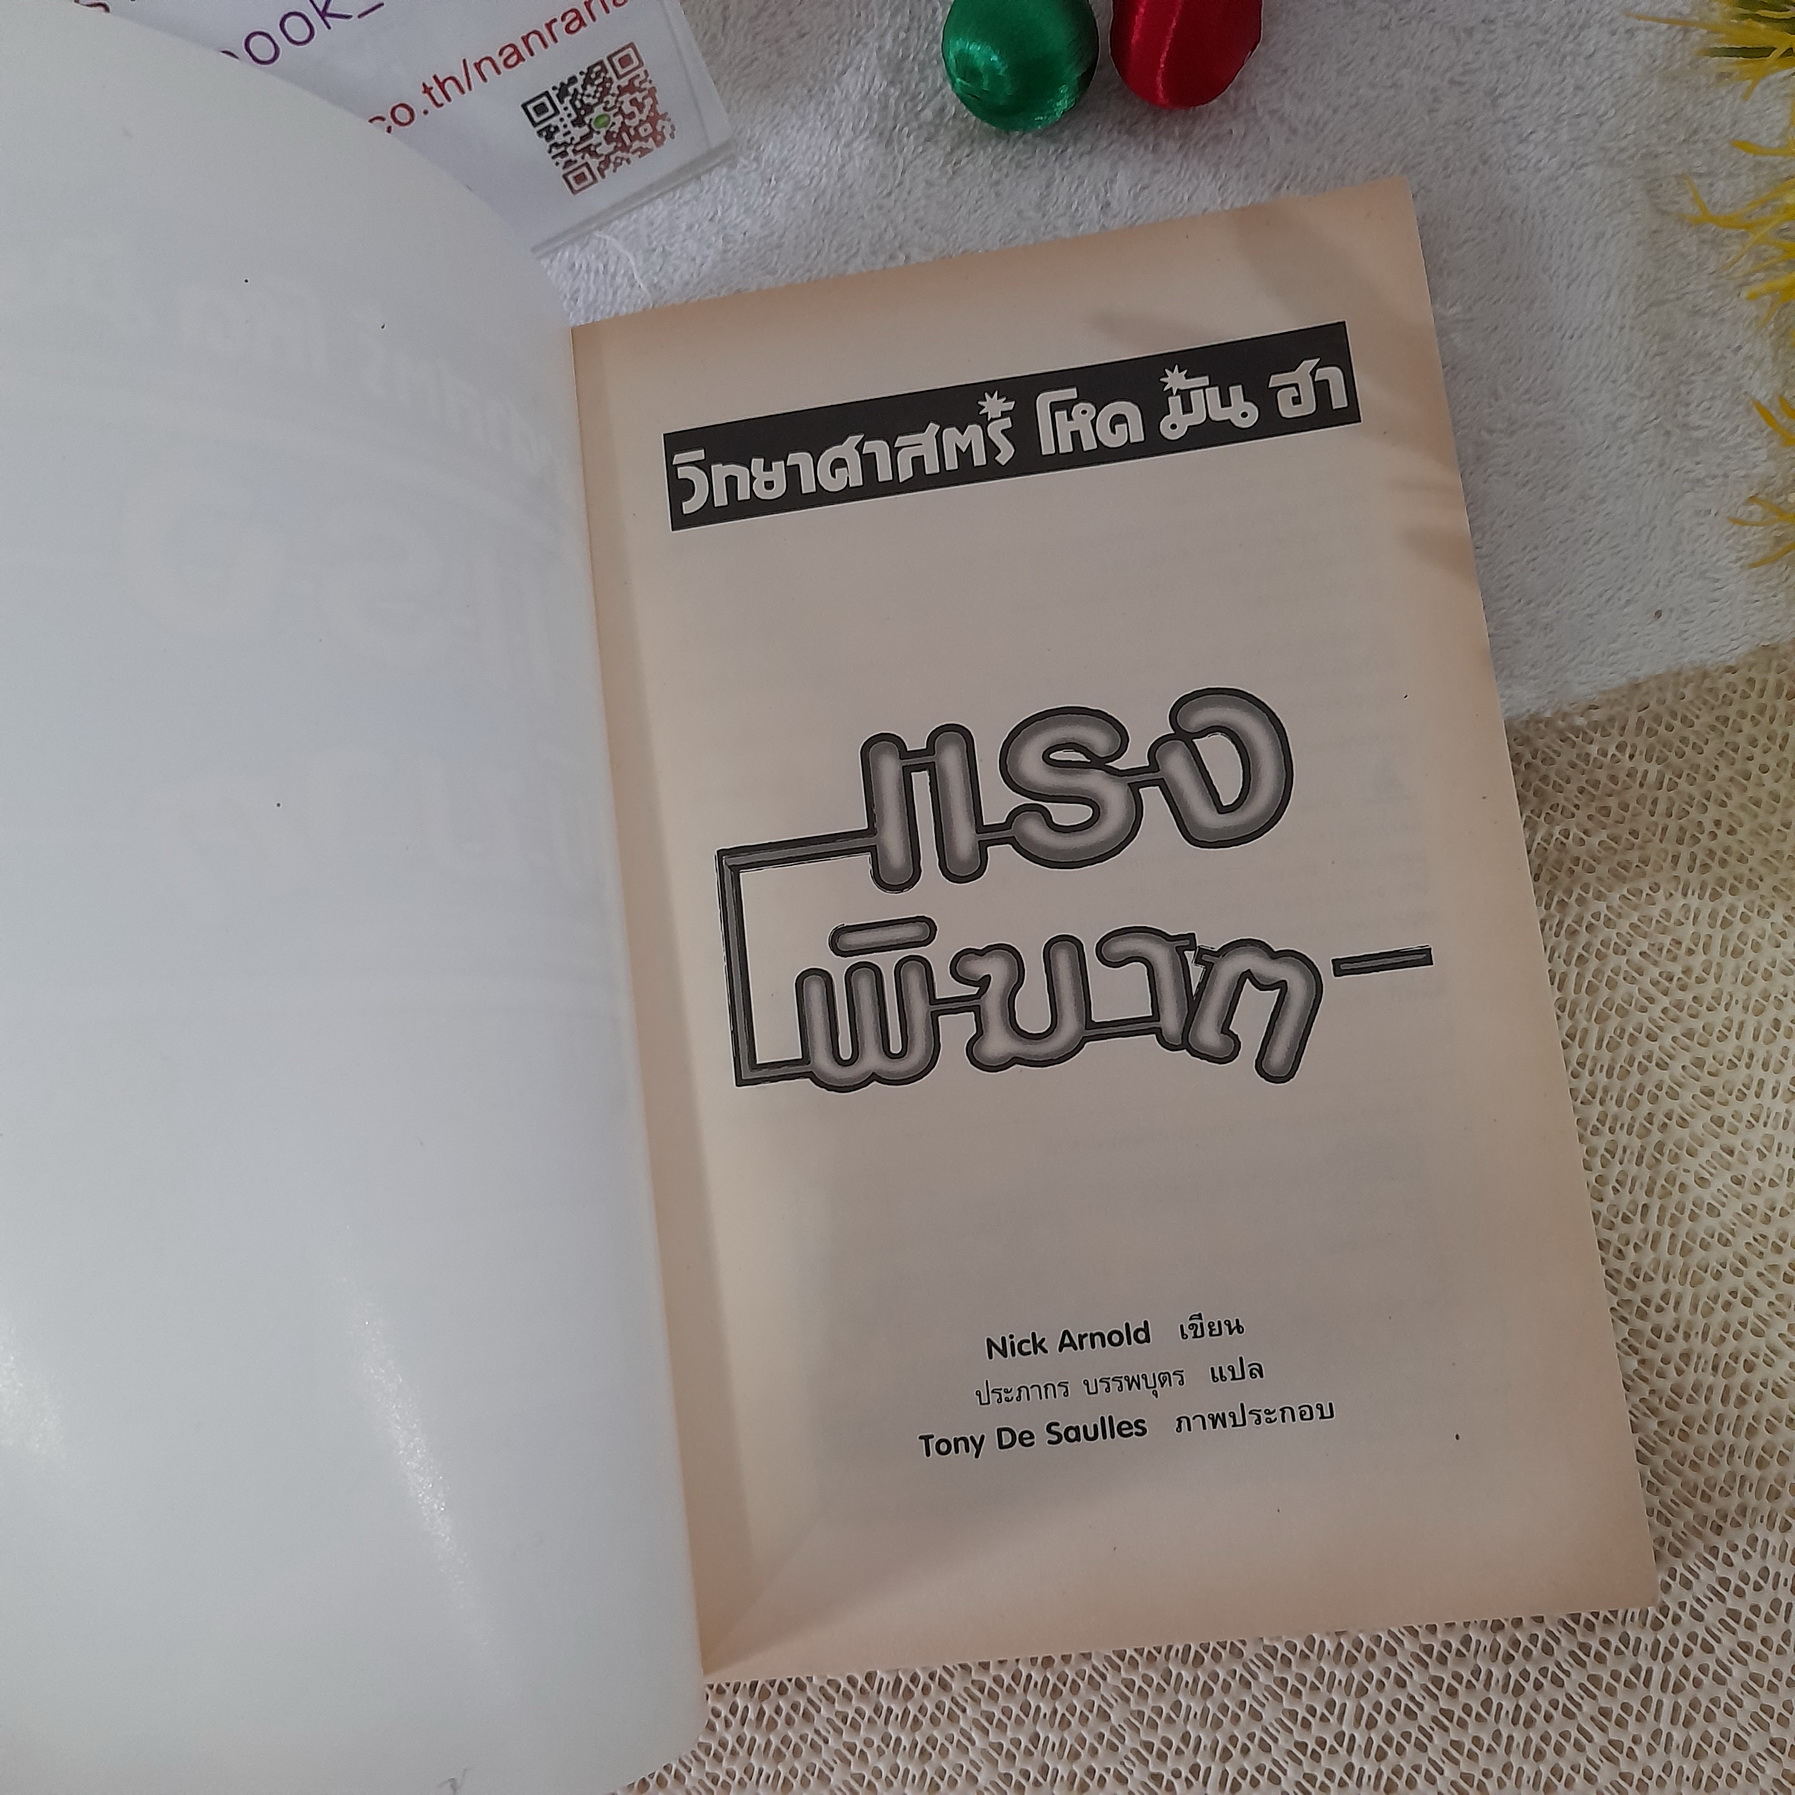 BOOK_
co.th/nanrana
วิทยาศาสตร์ โหด มัน ฮา
แรง
พิฆาต
Nick Arnold เขียน
ประภากร บรรพบุตร แปล
Tony De Saulles ภาพประกอบ